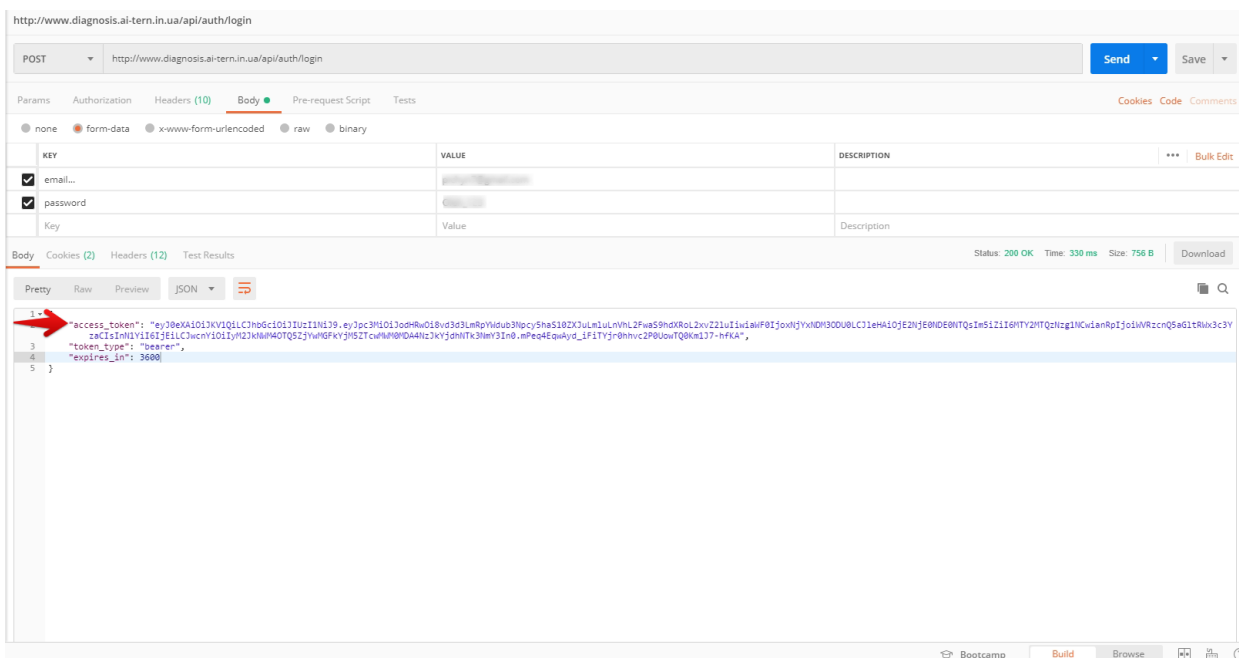 http://www.diagnosis.ai-tern.in.ua/api/auth/login
POST http://www.diagnosis.ai-tern.in.ua/api/auth/login Send Save
Params Authorization Headers (10) Body Pre-request Script Tests Cookies Code Comments
none form-data x-www-form-urlencoded raw binary
KEY VALUE DESCRIPTION ••• Bulk Edit
email...
password
Key Value Description
Body Cookies (2) Headers (12) Test Results Status: 200 OK Time: 330 ms Size: 756 B Download
Pretty Raw Preview JSON
1
"access_token":
3 "token_type": "bearer",
4 "expires_in": 3600
5 }
Bootcamp Build Browse